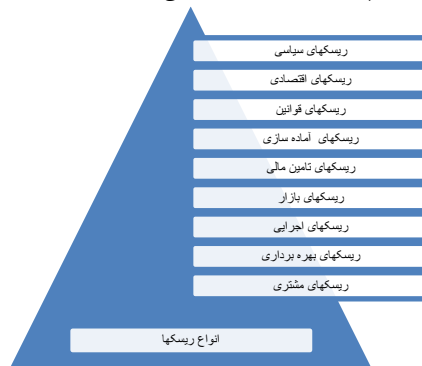 ریسکهای سیاسی
ریسکهای اقتصادی
ریسکهای قوانین
ریسکهای آماده سازی
ریسکهای تامین مالی
ریسکهای بازار
ریسکهای اجرایی
ریسکهای بهره برداری
ریسکهای مشتری
انواع ریسکها